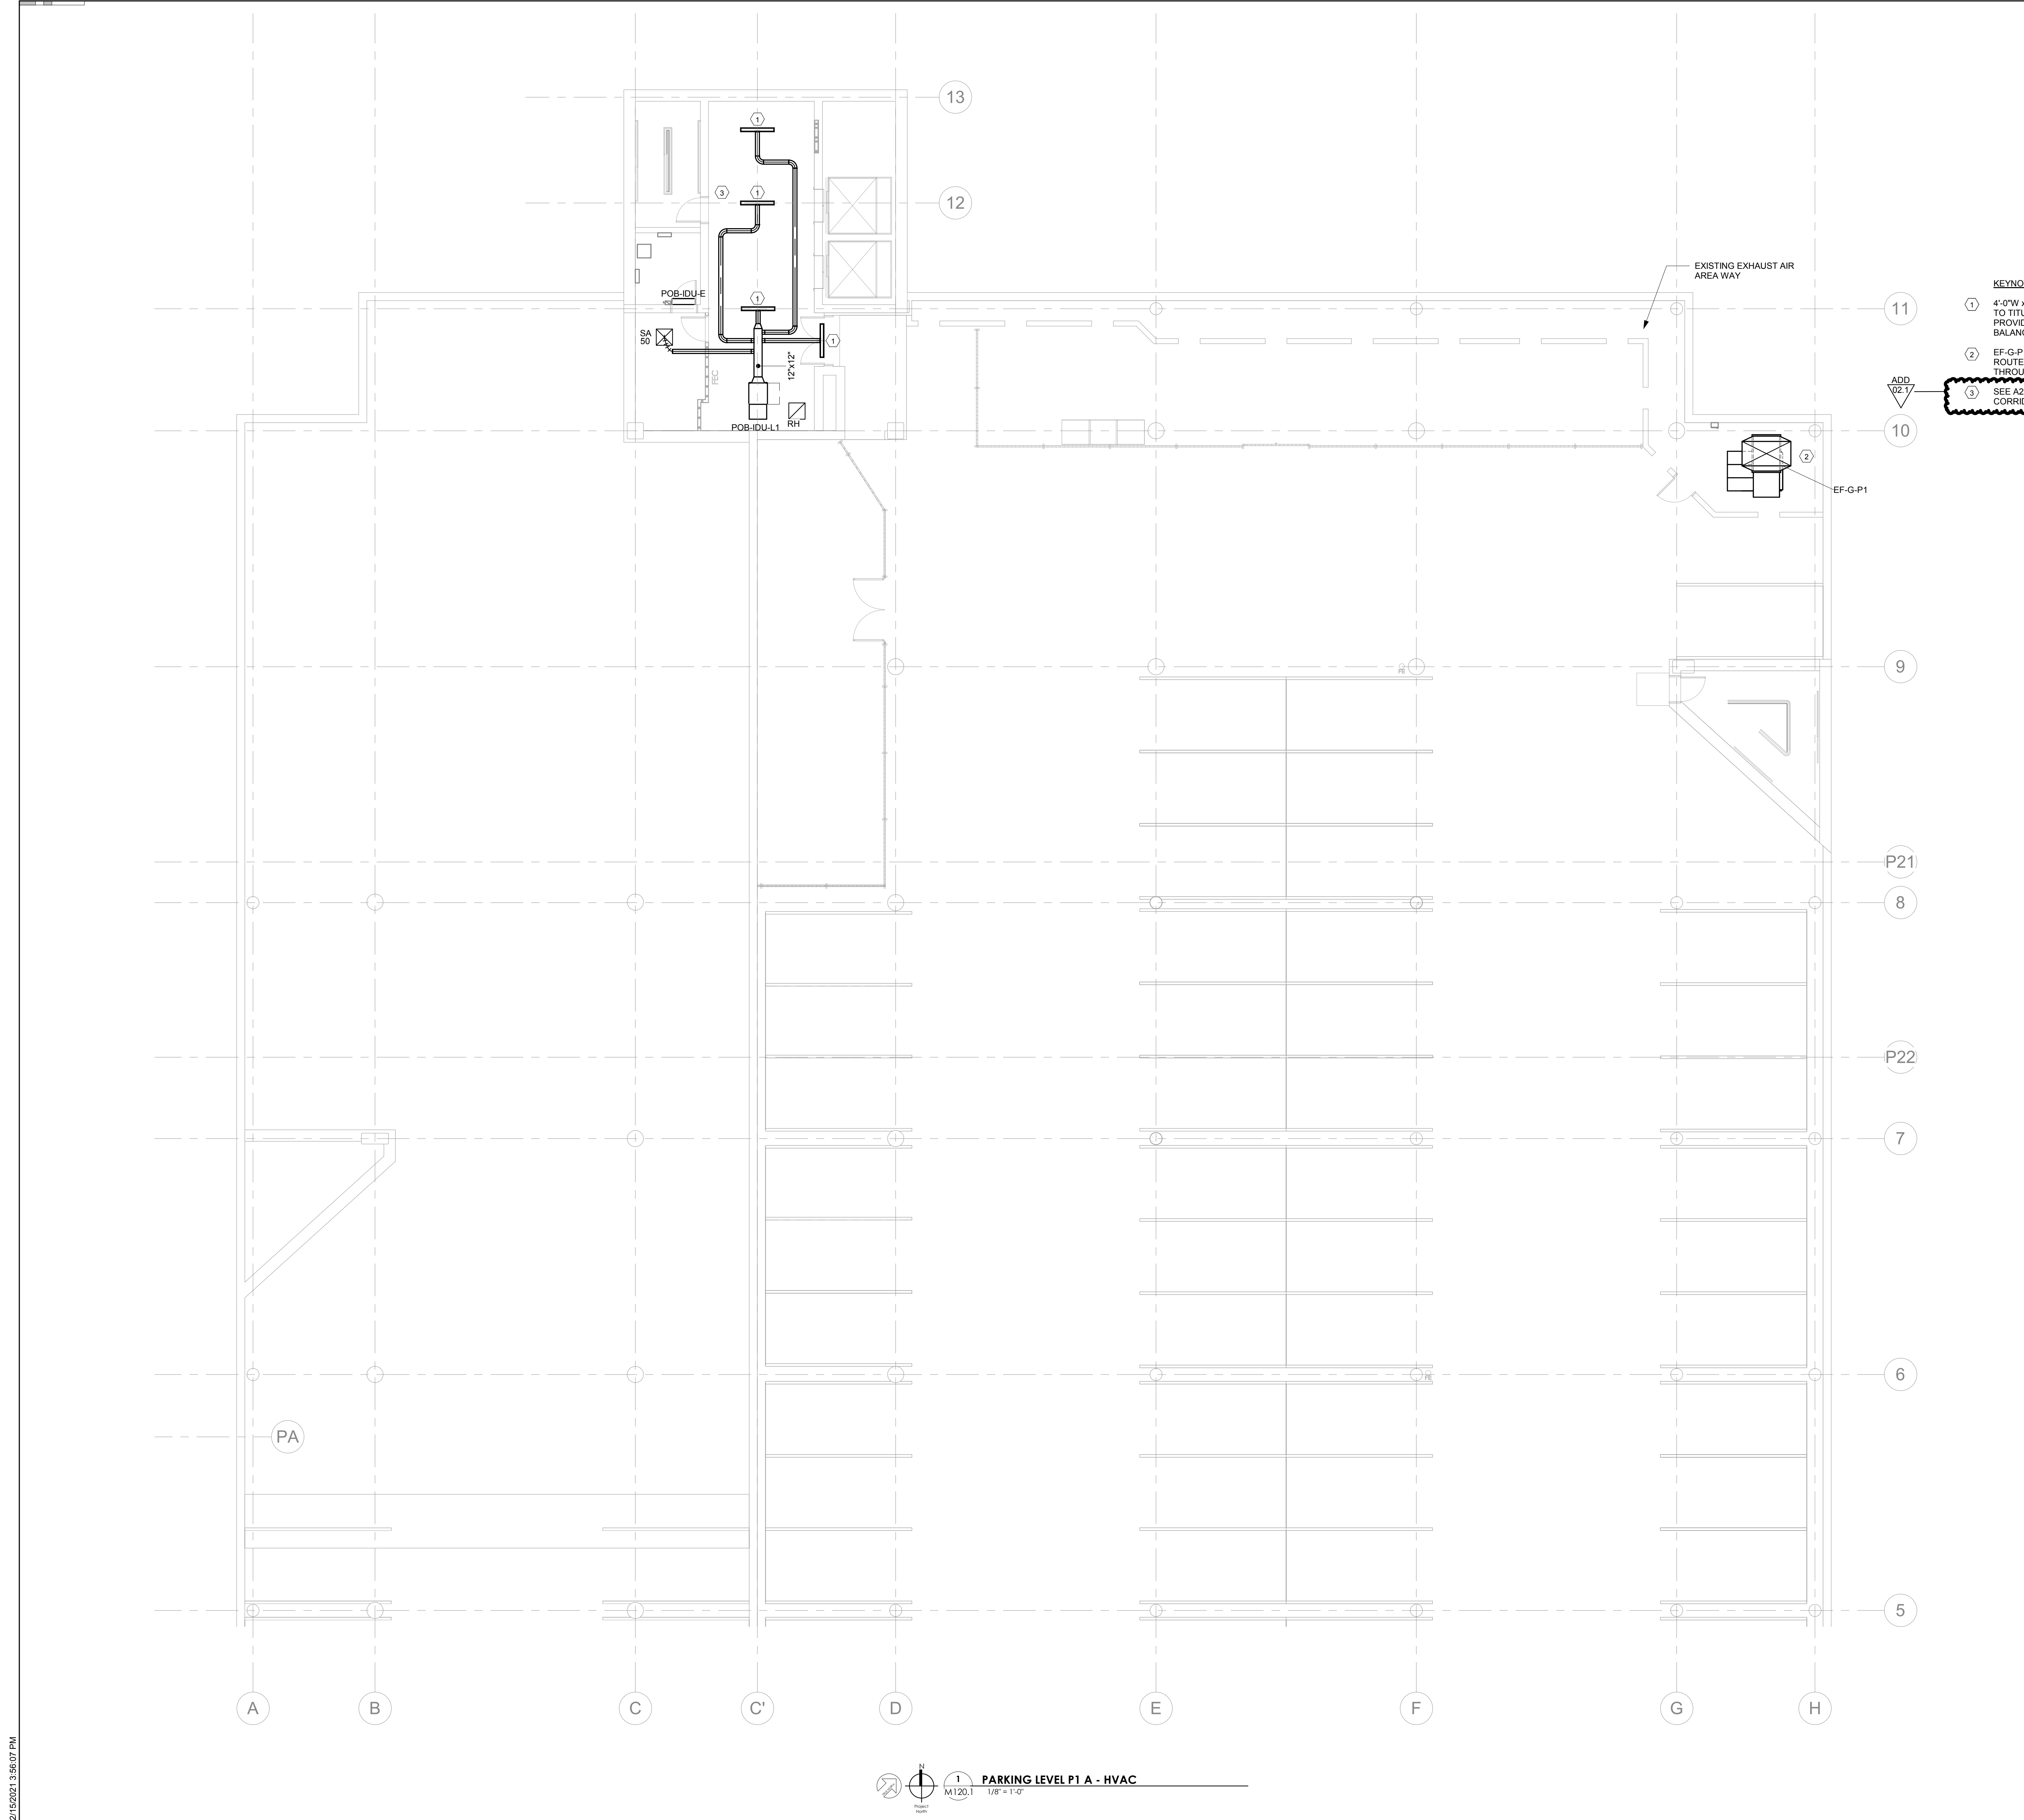 13
1
3
1
12
EXISTING EXHAUST AIR
AREA WAY
POB-IDU-E
1
11
SA
50
1
FEC
12"x12"
POB-IDU-L1
RH
10
KEYNO
1
4'-0"W x
TO TITU
PROVID
BALANC
2
EF-G-P
ROUTE
THROU
ADD
02.1
3
SEE A2
CORRID
2
EF-G-P1
9
P21
8
P22
7
6
PA
5
A
B
C
C'
D
E
F
G
H
N
Project
North
1
M120.1
PARKING LEVEL P1 A - HVAC
1/8" = 1'-0"
2/15/2021 3:56:07 PM